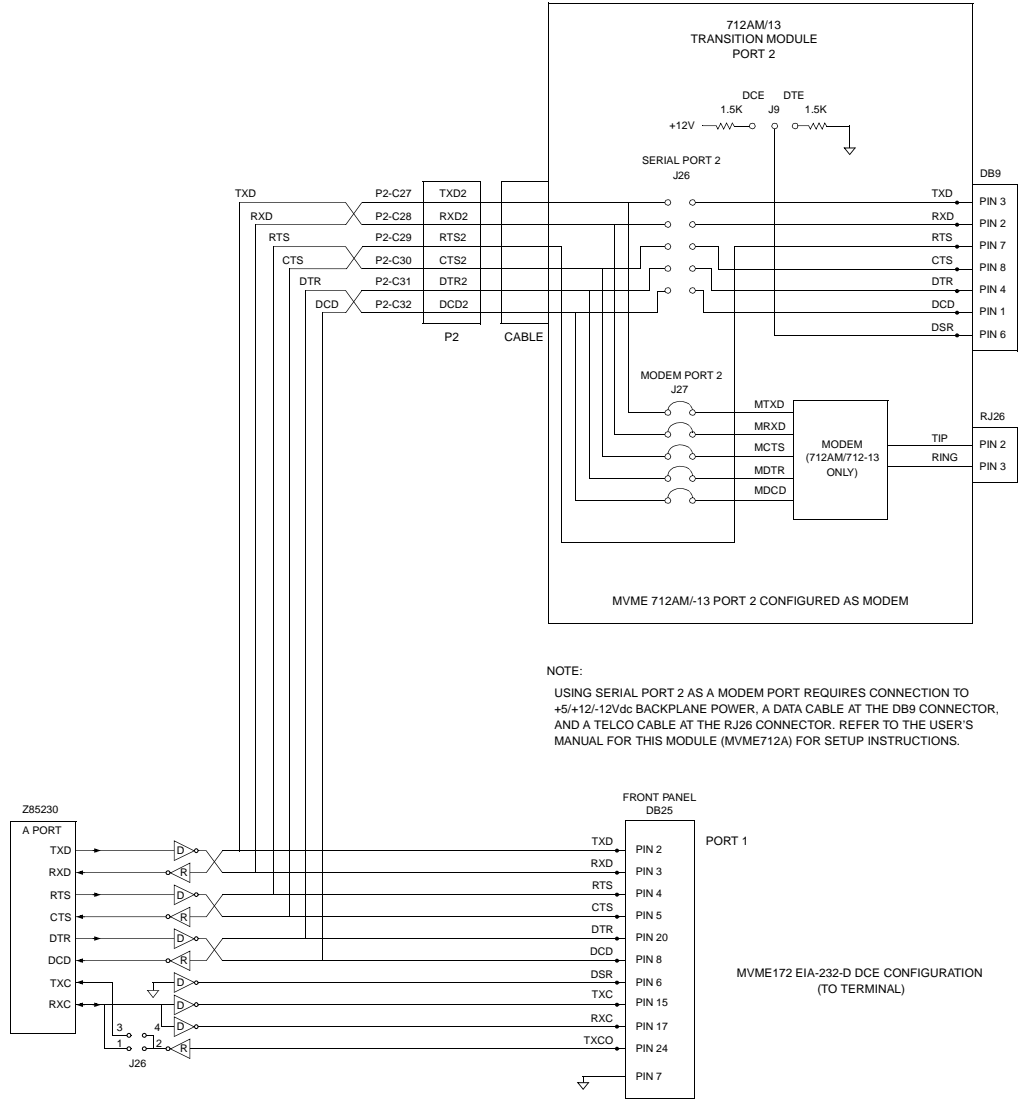 712AM/13
TRANSITION MODULE
PORT 2
DCE DTE
1.5K J9 1.5K
+12V
SERIAL PORT 2
J26
DB9
TXD P2-C27 TXD2 TXD PIN 3
RXD P2-C28 RXD2 RXD PIN 2
RTS P2-C29 RTS2 RTS PIN 7
CTS P2-C30 CTS2 CTS PIN 8
DTR P2-C31 DTR2 DTR PIN 4
DCD P2-C32 DCD2 DCD PIN 1
DSR PIN 6
P2 CABLE
MODEM PORT 2
J27
MTXD
MRXD
MCTS
MDTR
MDCD
MODEM
(712AM/712-13
ONLY)
RJ26
TIP PIN 2
RING PIN 3
MVME 712AM/-13 PORT 2 CONFIGURED AS MODEM
NOTE:
USING SERIAL PORT 2 AS A MODEM PORT REQUIRES CONNECTION TO
+5/+12/-12Vdc BACKPLANE POWER, A DATA CABLE AT THE DB9 CONNECTOR,
AND A TELCO CABLE AT THE RJ26 CONNECTOR. REFER TO THE USER'S
MANUAL FOR THIS MODULE (MVME712A) FOR SETUP INSTRUCTIONS.
FRONT PANEL
DB25
PORT 1
Z85230
A PORT
TXD D TXD PIN 2
RXD R RXD PIN 3
RTS D RTS PIN 4
CTS R CTS PIN 5
DTR D DTR PIN 20
DCD R DCD PIN 8
TXC D DSR PIN 6
RXC D TXC PIN 15
3 4 D RXC PIN 17
1 2 R TXCO PIN 24
J26
PIN 7
MVME172 EIA-232-D DCE CONFIGURATION
(TO TERMINAL)